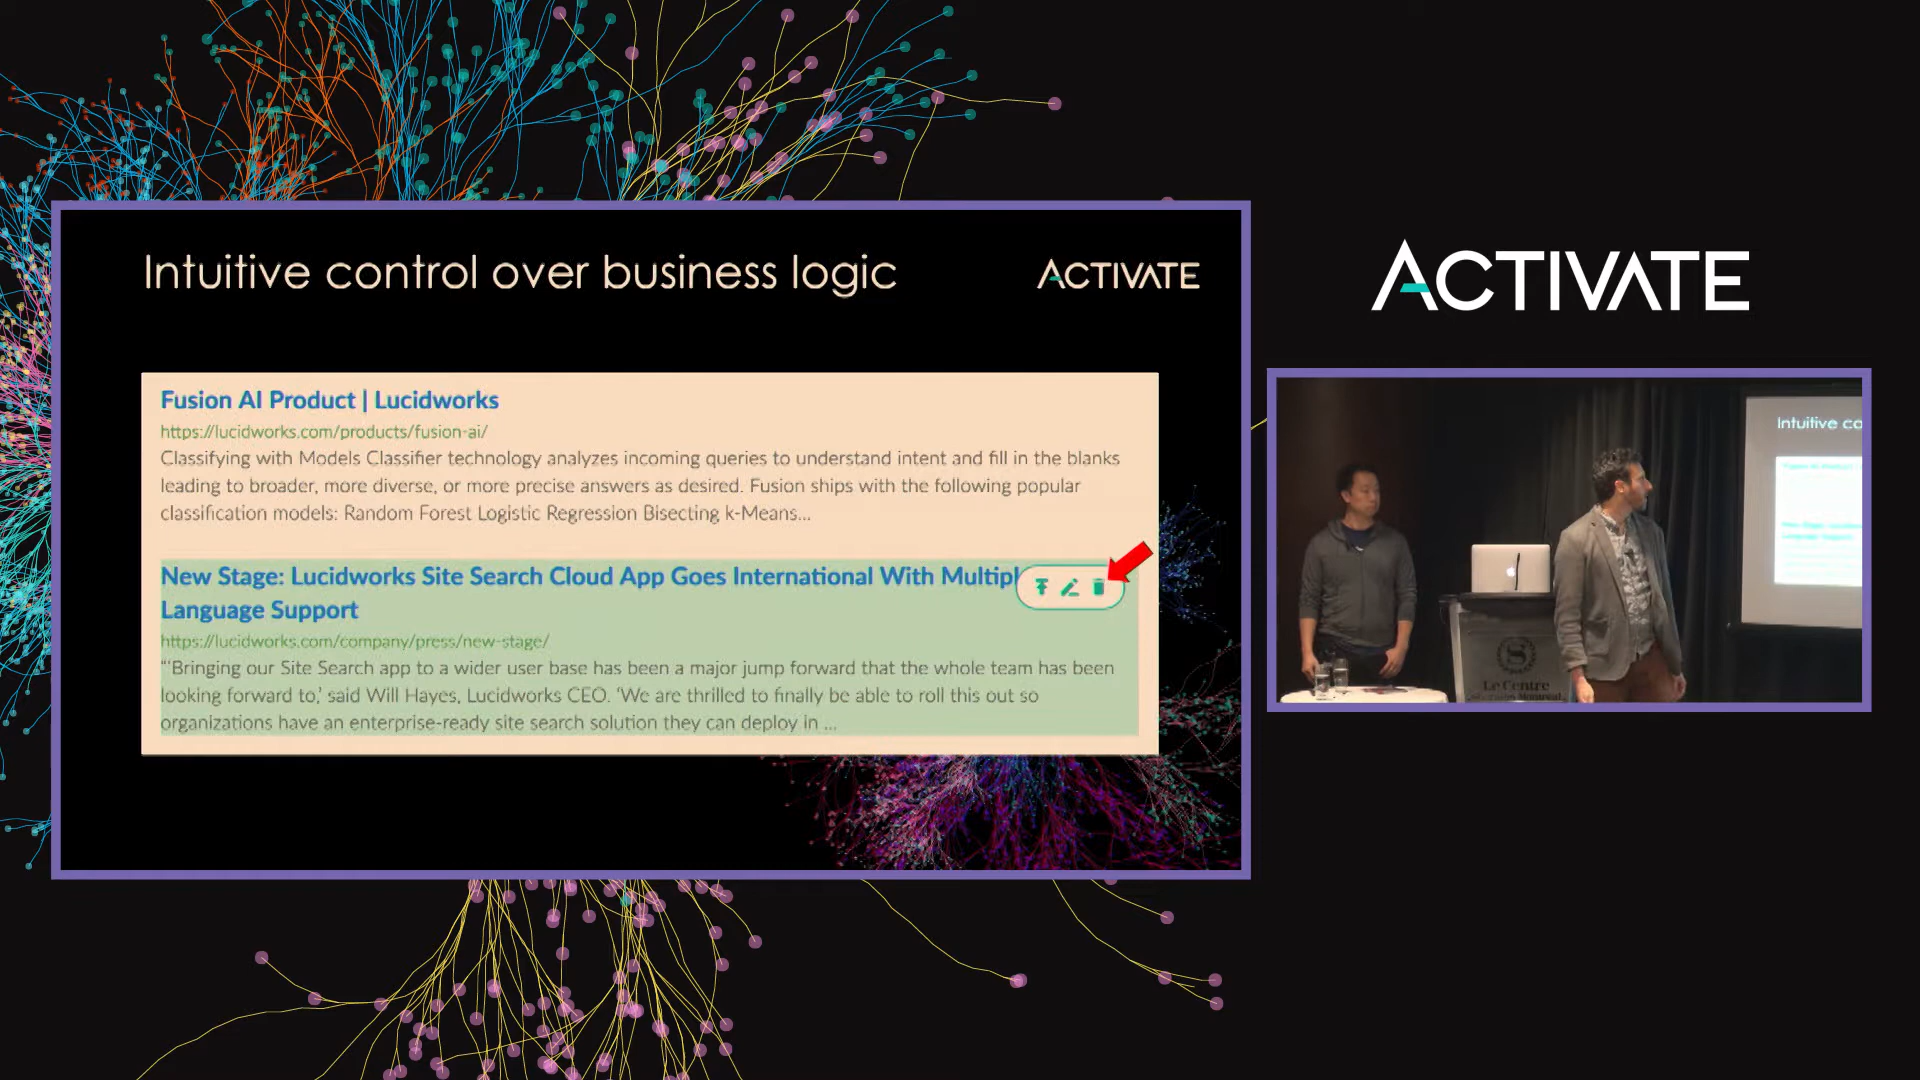 Intuitive control over business logic
ACTIVATE
Fusion AI Product | Lucidworks
https://lucidworks.com/products/fusion-ai/
Classifying with Models Classifier technology analyzes incoming queries to understand intent and fill in the blanks
leading to broader, more diverse, or more precise answers as desired. Fusion ships with the following popular
classification models: Random Forest Logistic Regression Bisecting k-Means...
New Stage: Lucidworks Site Search Cloud App Goes International With Multipl
Language Support
https://lucidworks.com/company/press/new-stage/
“‘Bringing our Site Search app to a wider user base has been a major jump forward that the whole team has been
looking forward to,’ said Will Hayes, Lucidworks CEO. ‘We are thrilled to finally be able to roll this out so
organizations have an enterprise-ready site search solution they can deploy in ...
ACTIVATE
Intuitive co
Le Centre